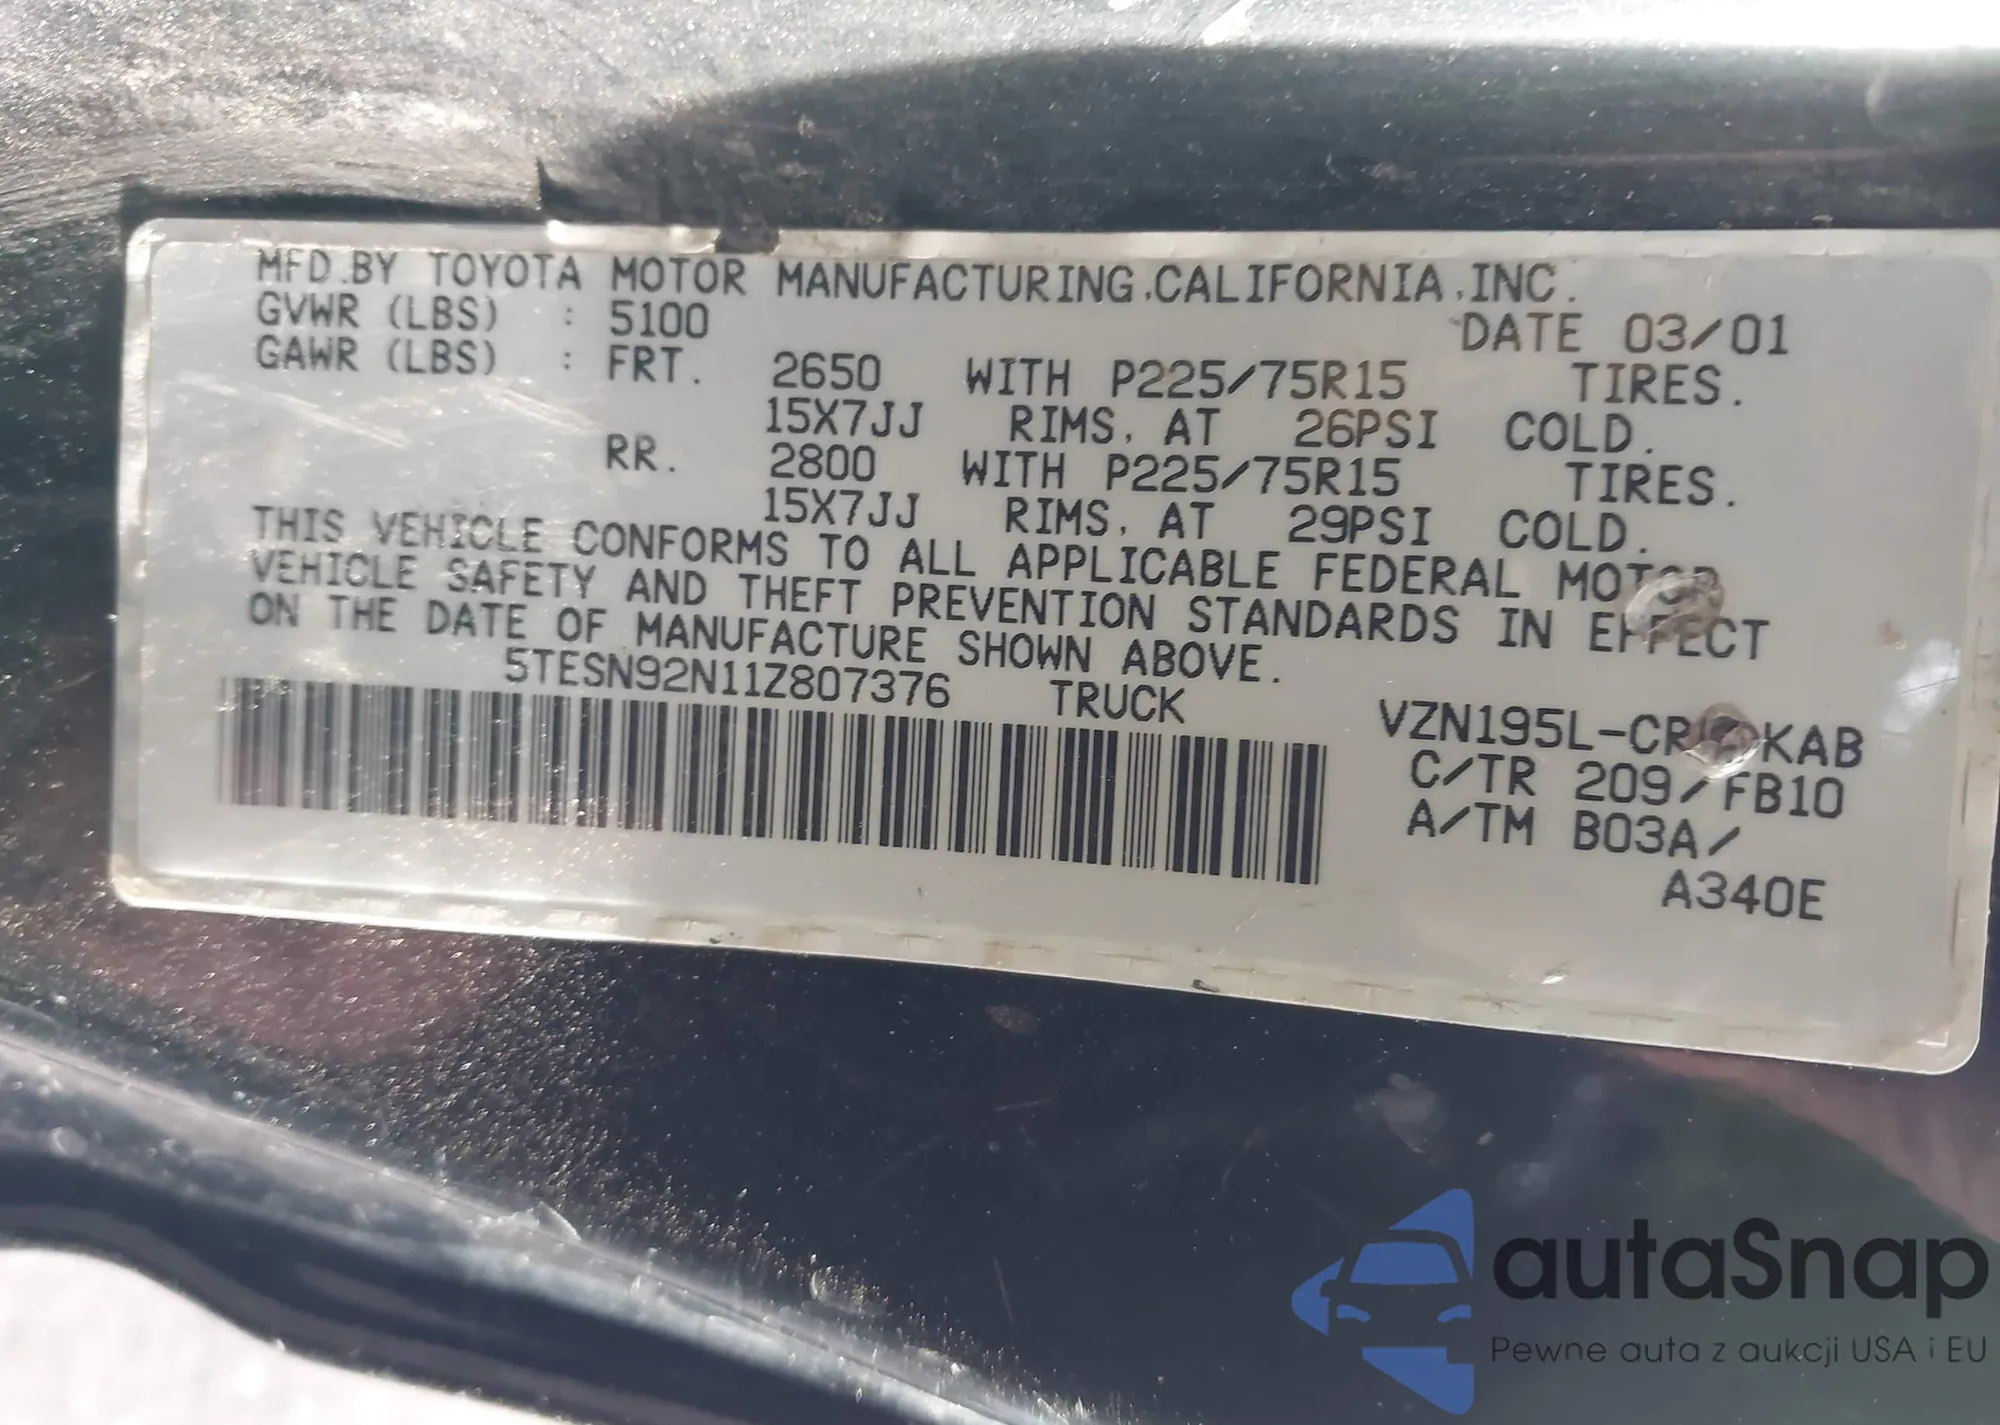 MFD.BY TOYOTA MOTOR MANUFACTURING,CALIFORNIA,INC.
GVWR (LBS) : 5100 DATE 03/01
GAWR (LBS) : FRT. 2650 WITH P225/75R15 TIRES.
15X7JJ RIMS, AT 26PSI COLD.
RR. 2800 WITH P225/75R15 TIRES.
15X7JJ RIMS, AT 29PSI COLD.
THIS VEHICLE CONFORMS TO ALL APPLICABLE FEDERAL MOTOR
VEHICLE SAFETY AND THEFT PREVENTION STANDARDS IN EFFECT
ON THE DATE OF MANUFACTURE SHOWN ABOVE.
5TESN92N11Z807376 TRUCK
C/TR 209/FB10
A/TM B03A/
A340E
autaSnap
Pewne auta z aukcji USA i EU